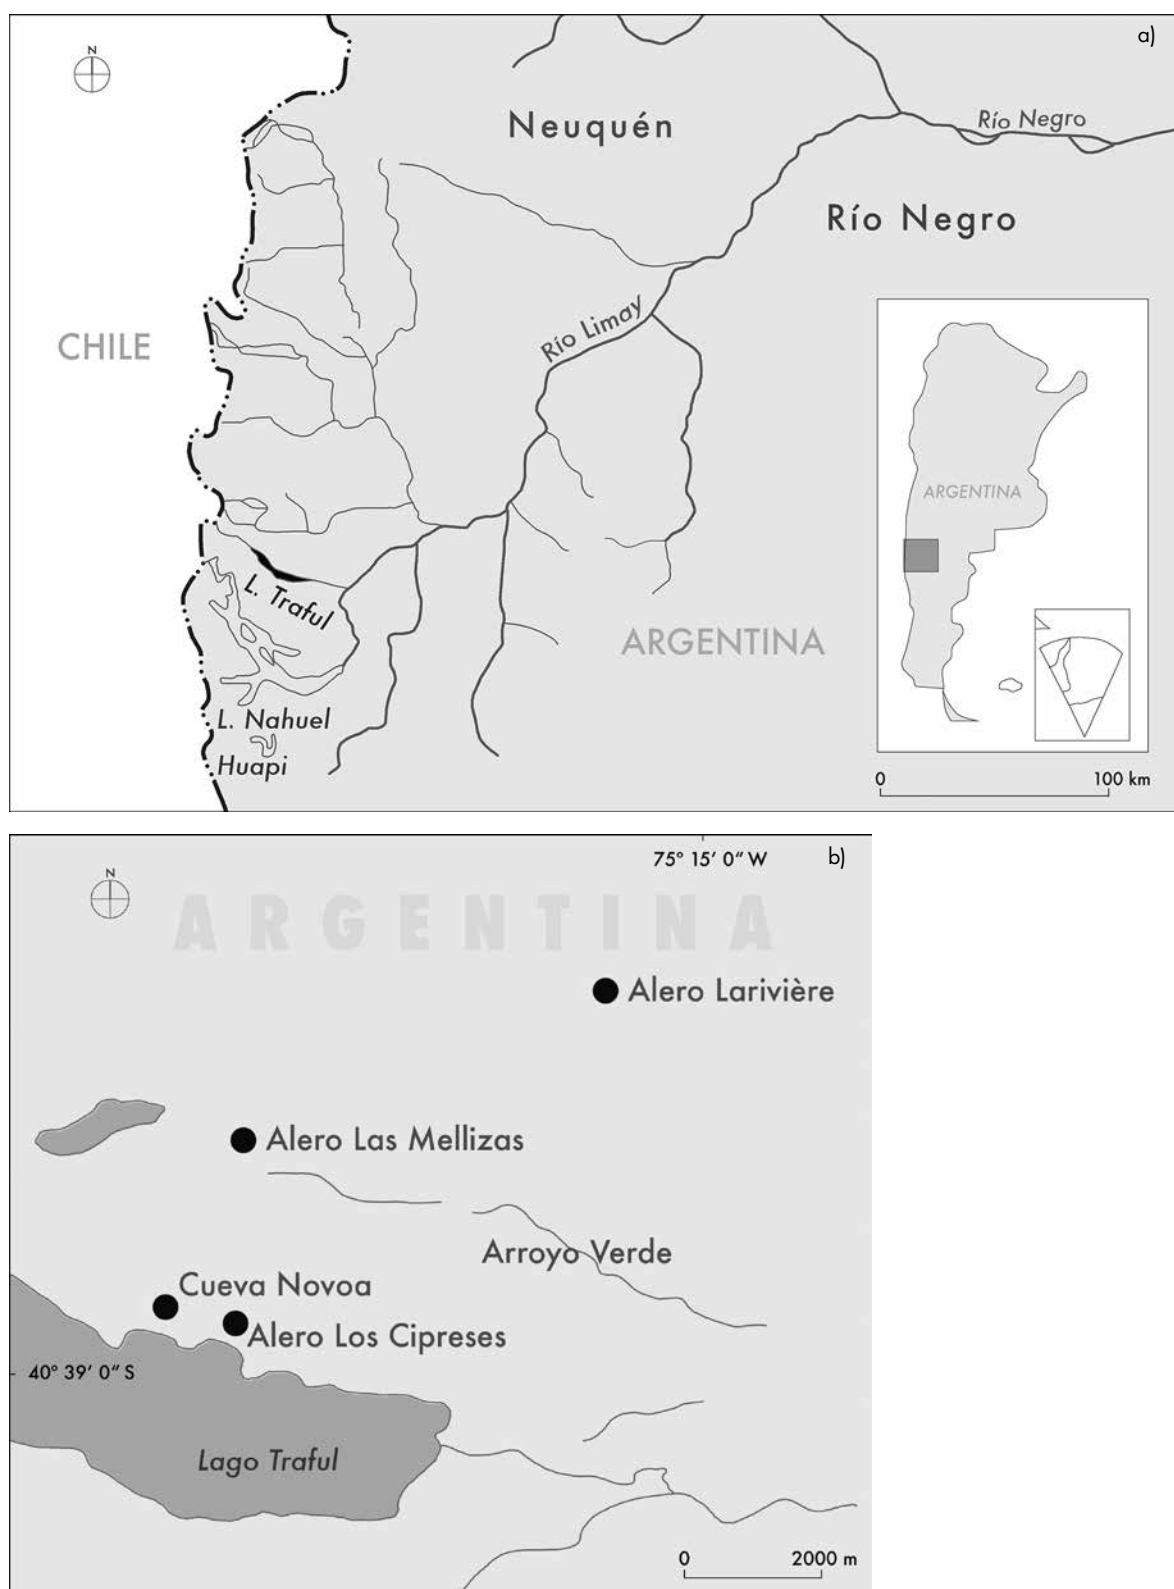 a)
N
Neuquén
Río Negro
Río Negro
CHILE
Río Limay
ARGENTINA
L. Traful
ARGENTINA
L. Nahuel
Huapi
0 100 km
75° 15’ 0” W
b)
N
ARGENTINA
Alero Larivière
Alero Las Mellizas
Arroyo Verde
Cueva Novoa
Alero Los Cipreses
40° 39’ 0” S
Lago Traful
0 2000 m